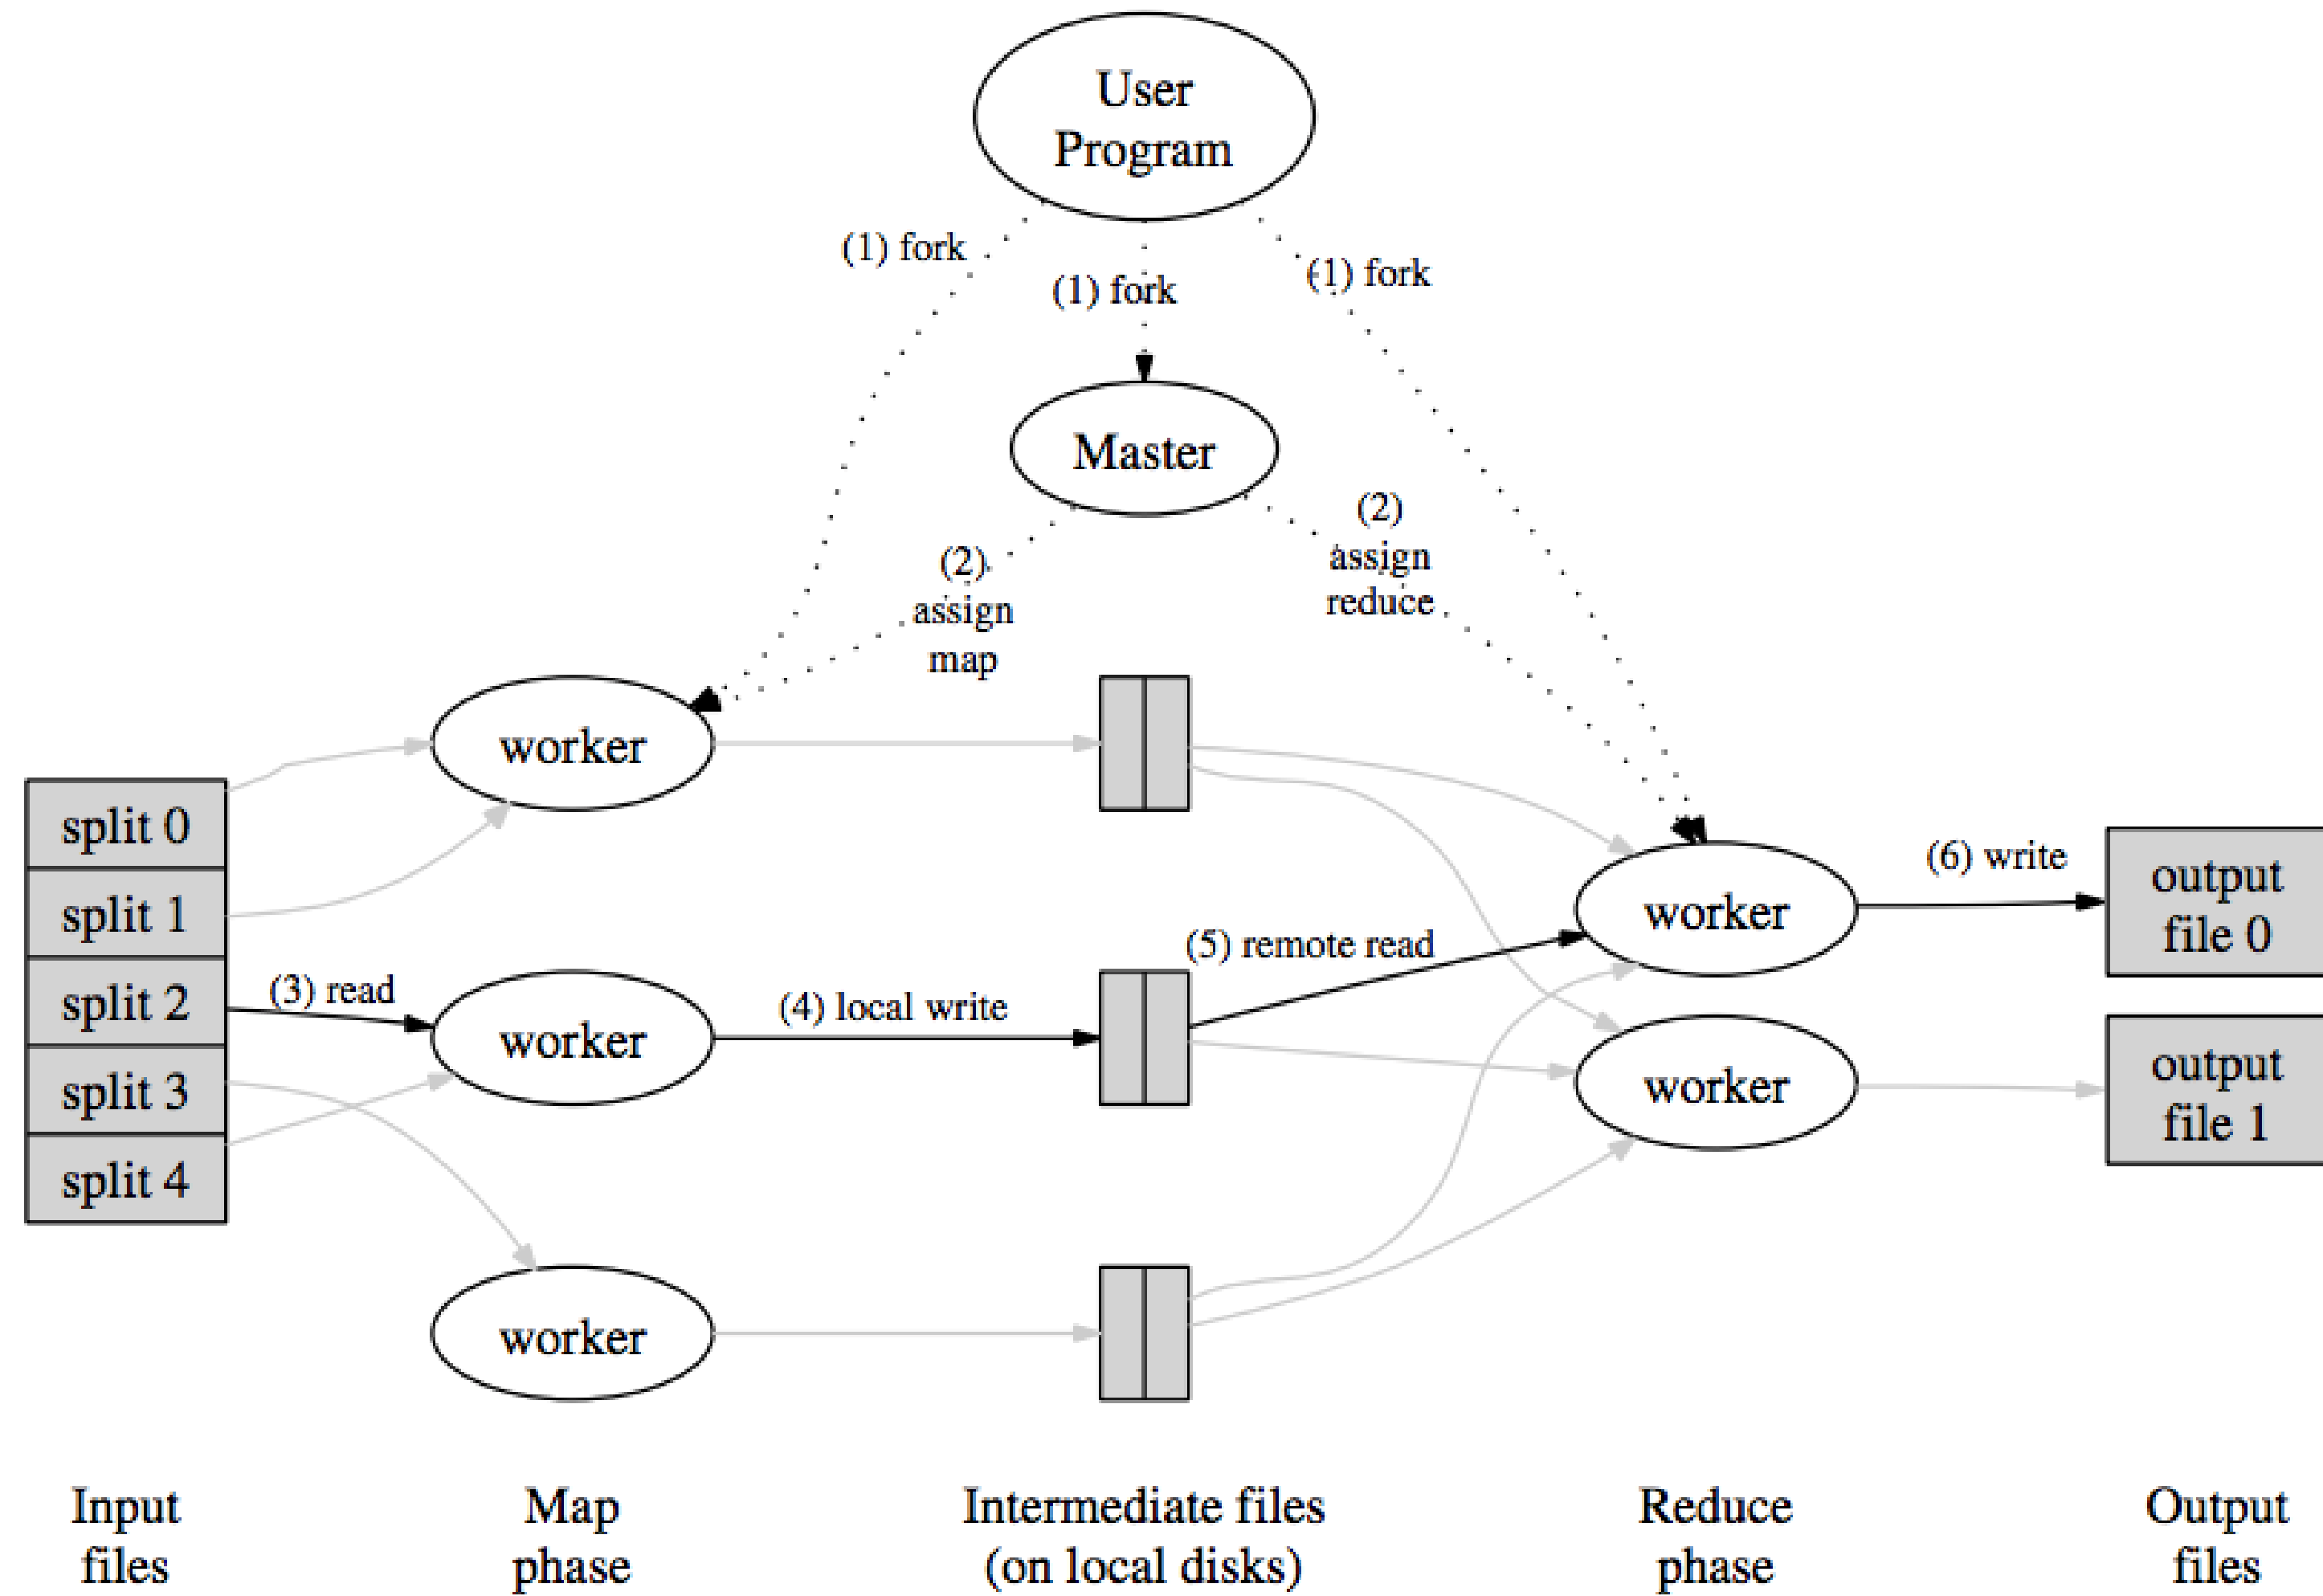 User
Program
(1) fork
(1) fork
(1) fork
Master
(2)
assign
map
(2)
assign
reduce
split 0
split 1
split 2
split 3
split 4
(3) read
worker
worker
worker
(4) local write
(5) remote read
worker
worker
(6) write
output
file 0
output
file 1
Input
files
Map
phase
Intermediate files
(on local disks)
Reduce
phase
Output
files